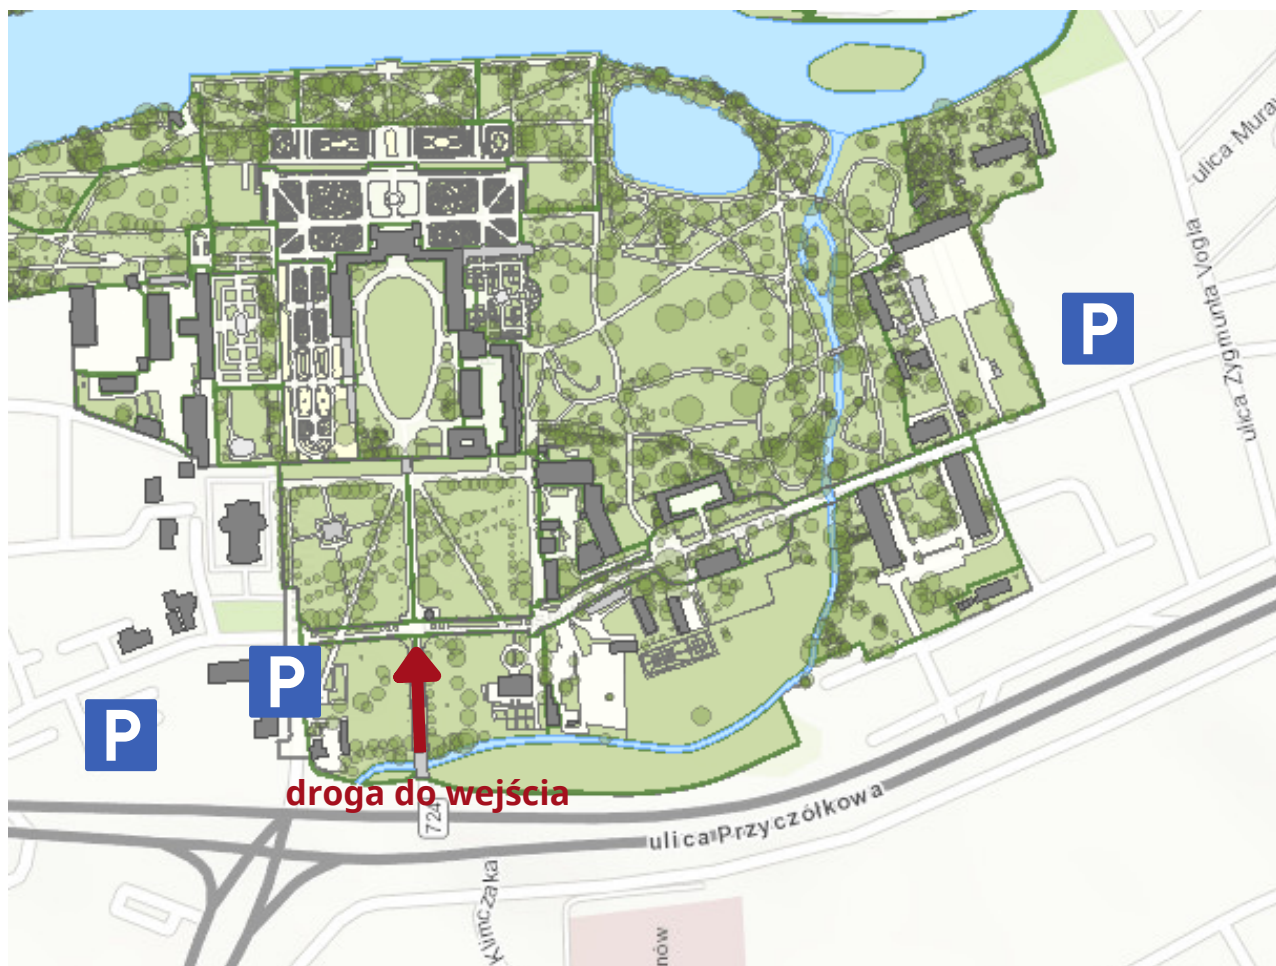 ulica Mura
ulica Zygmunta Vogla
P
P
P
droga do wejścia
724
ulica Przyczółkowa
Klimczaka
nów